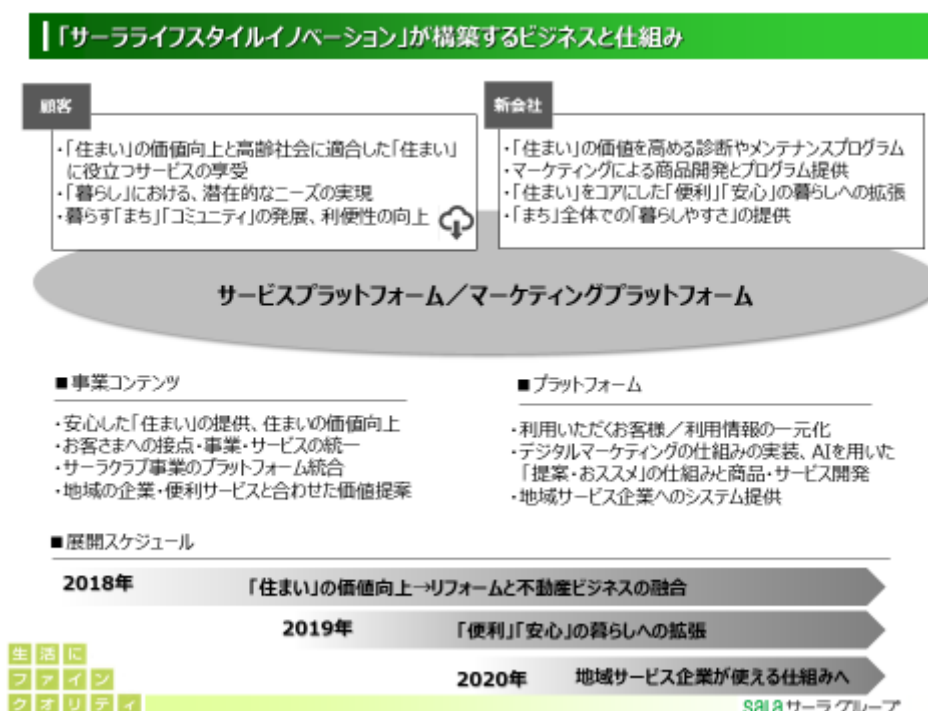 「サーラライフスタイルイノベーション」が構築するビジネスと仕組み
顧客
・「住まい」の価値向上と高齢社会に適合した「住まい」
に役立つサービスの享受
・「暮らし」における、潜在的なニーズの実現
・暮らす「まち」「コミュニティ」の発展、利便性の向上
新会社
・「住まい」の価値を高める診断やメンテナンスプログラム
・マーケティングによる商品開発とプログラム提供
・「住まい」をコアにした「便利」「安心」の暮らしへの拡張
・「まち」全体での「暮らしやすさ」の提供
サービスプラットフォーム／マーケティングプラットフォーム
■事業コンテンツ
・安心した「住まい」の提供、住まいの価値向上
・お客さまへの接点・事業・サービスの統一
・サーラクラブ事業のプラットフォーム統合
・地域の企業・便利サービスと合わせた価値提案
■プラットフォーム
・利用いただくお客様／利用情報の一元化
・デジタルマーケティングの仕組みの実装、AIを用いた
「提案・おススメ」の仕組みと商品・サービス開発
・地域サービス企業へのシステム提供
■展開スケジュール
2018年 「住まい」の価値向上→リフォームと不動産ビジネスの融合
2019年 「便利」「安心」の暮らしへの拡張
2020年 地域サービス企業が使える仕組みへ
生活に
ファイン
クオリティ
sala サーラグループ